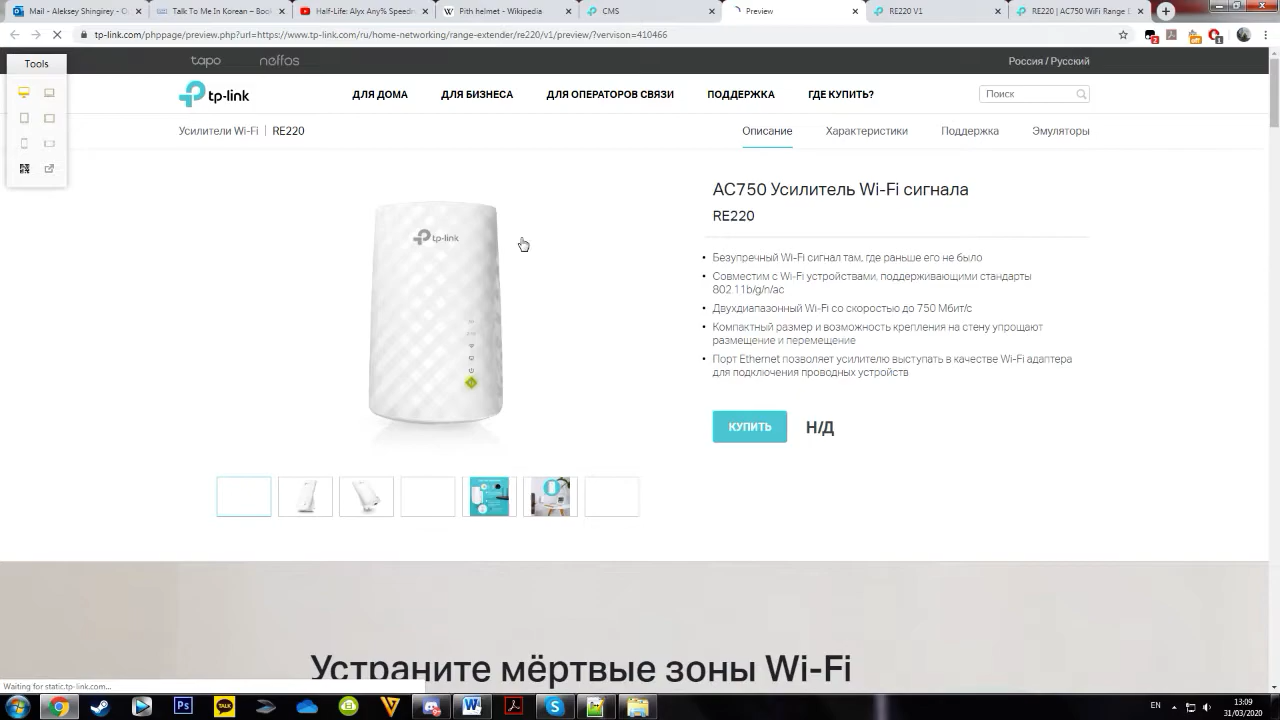 Mail - Aleksey Shingirey - O
Talk To Me In Korean – Boo
Half-Life: Alyx Any% Speedr
Pith helmet - Wikipedia
CMS
Preview
RE220 V1
RE220 | AC750 WiFi Range E
tp-link.com/phppage/preview.php?url=https://www.tp-link.com/ru/home-networking/range-extender/re220/v1/preview/?vervison=410466
Tools
tapo
neffos
Россия / Русский
tp-link
ДЛЯ ДОМА
ДЛЯ БИЗНЕСА
ДЛЯ ОПЕРАТОРОВ СВЯЗИ
ПОДДЕРЖКА
ГДЕ КУПИТЬ?
Поиск
Усилители Wi-Fi | RE220
Описание
Характеристики
Поддержка
Эмуляторы
AC750 Усилитель Wi-Fi сигнала
RE220
tp-link
• Безупречный Wi-Fi сигнал там, где раньше его не было
• Совместим с Wi-Fi устройствами, поддерживающими стандарты
802.11b/g/n/ac
• Двухдиапазонный Wi-Fi со скоростью до 750 Мбит/с
• Компактный размер и возможность крепления на стену упрощают
размещение и перемещение
• Порт Ethernet позволяет усилителю выступать в качестве Wi-Fi адаптера
для подключения проводных устройств
КУПИТЬ
Н/Д
Устраните мёртвые зоны Wi-Fi
Waiting for static.tp-link.com...
Ps
TALK
EN
13:09
31/03/2020